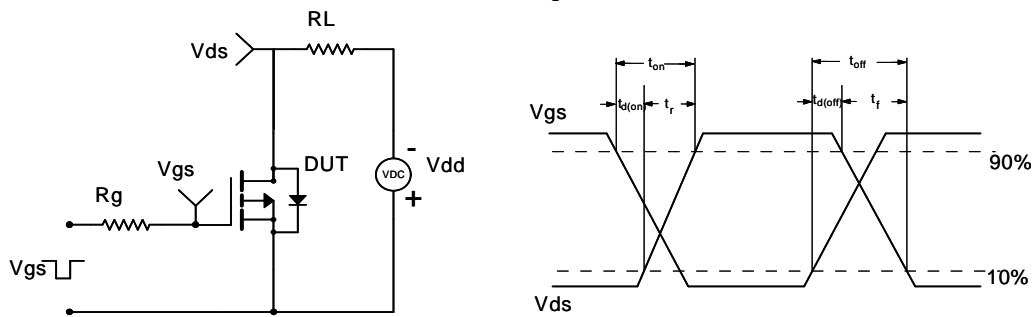 RL
Vds
Vgs
DUT
VDC
-
+
Vdd
Rg
Vgs
ton
toff
td(on)
tr
td(off)
tf
Vgs
90%
10%
Vds